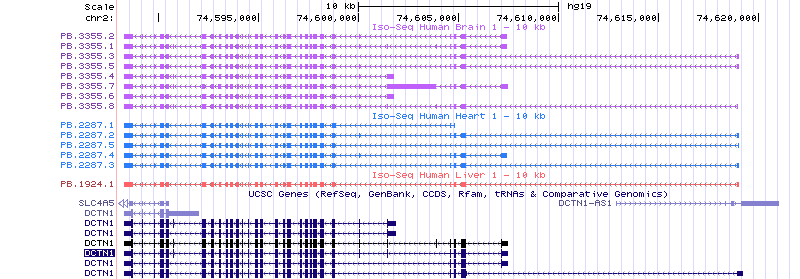 Scale 10 kb hg19
chr2: 74,595,000 74,600,000 74,605,000 74,610,000 74,615,000 74,620,000
Iso-Seq Human Brain 1 - 10 kb
PB.3355.2
PB.3355.1
PB.3355.3
PB.3355.5
PB.3355.4
PB.3355.7
PB.3355.6
PB.3355.8
Iso-Seq Human Heart 1 - 10 kb
PB.2287.1
PB.2287.2
PB.2287.5
PB.2287.4
PB.2287.3
Iso-Seq Human Liver 1 - 10 kb
PB.1924.1
UCSC Genes (RefSeq, GenBank, CCDS, Rfam, tRNAs & Comparative Genomics)
SLC4A5 DCTN1-AS1
DCTN1
DCTN1
DCTN1
DCTN1
DCTN1
DCTN1
DCTN1